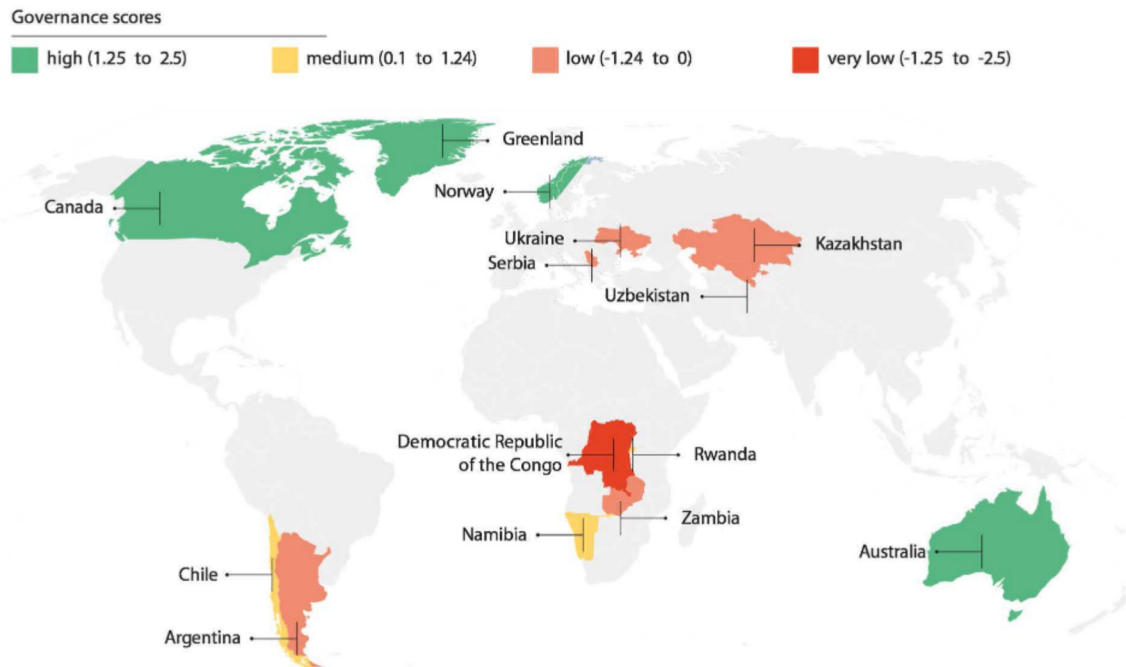 Governance scores
high (1.25 to 2.5)
medium (0.1 to 1.24)
low (-1.24 to 0)
very low (-1.25 to -2.5)
Greenland
Norway
Canada
Ukraine
Kazakhstan
Serbia
Uzbekistan
Democratic Republic
of the Congo
Rwanda
Zambia
Namibia
Australia
Chile
Argentina